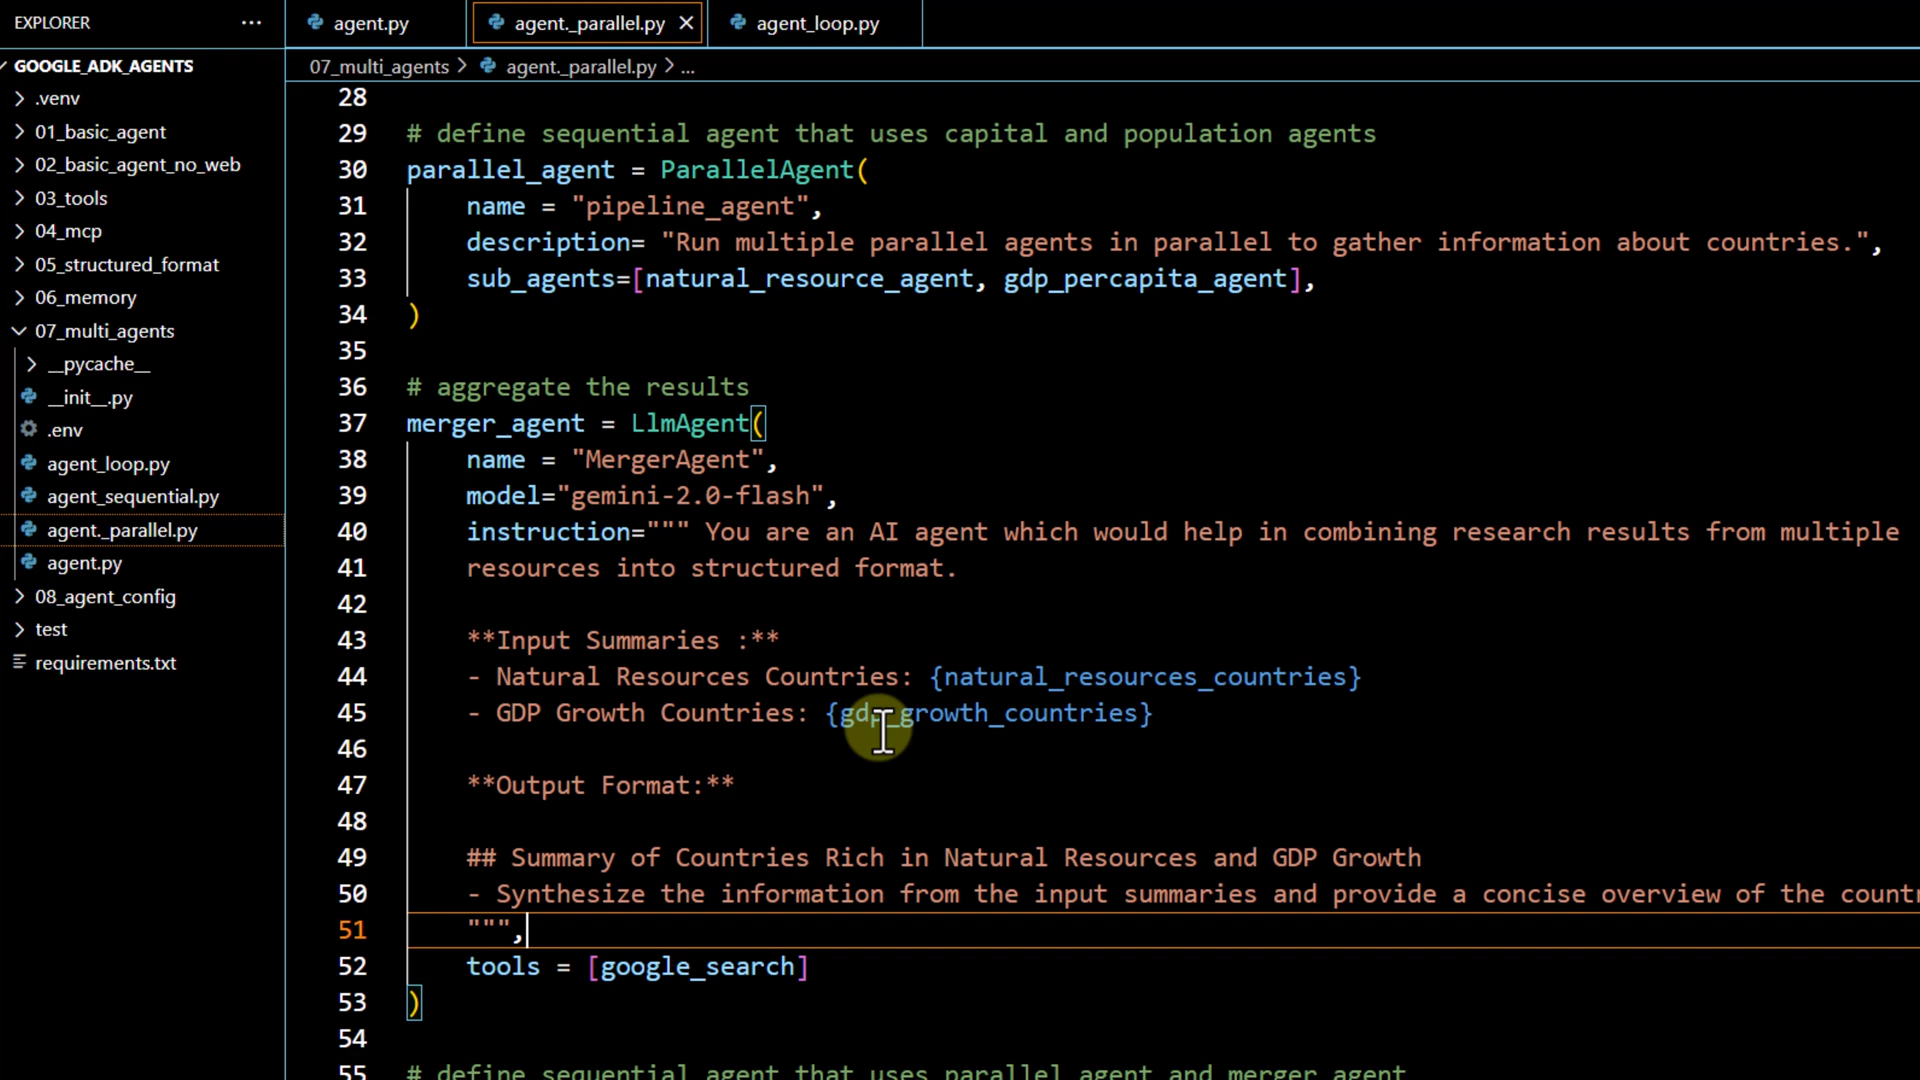 EXPLORER
GOOGLE_ADK_AGENTS
.venv
01_basic_agent
02_basic_agent_no_web
03_tools
04_mcp
05_structured_format
06_memory
07_multi_agents
__pycache__
__init__.py
.env
agent_loop.py
agent_sequential.py
agent._parallel.py
agent.py
08_agent_config
test
requirements.txt
agent.py
agent._parallel.py
agent_loop.py
07_multi_agents > agent._parallel.py > ...
28
29 # define sequential agent that uses capital and population agents
30 parallel_agent = ParallelAgent(
31 name = "pipeline_agent",
32 description= "Run multiple parallel agents in parallel to gather information about countries.",
33 sub_agents=[natural_resource_agent, gdp_percapita_agent],
34 )
35
36 # aggregate the results
37 merger_agent = LlmAgent(
38 name = "MergerAgent",
39 model="gemini-2.0-flash",
40 instruction=""" You are an AI agent which would help in combining research results from multiple
41 resources into structured format.
42
43 **Input Summaries :**
44 - Natural Resources Countries: {natural_resources_countries}
45 - GDP Growth Countries: {gdp_growth_countries}
46
47 **Output Format:**
48
49 ## Summary of Countries Rich in Natural Resources and GDP Growth
50 - Synthesize the information from the input summaries and provide a concise overview of the
51 """,
52 tools = [google_search]
53 )
54
55 # define sequential agent that uses parallel agent and merger agent